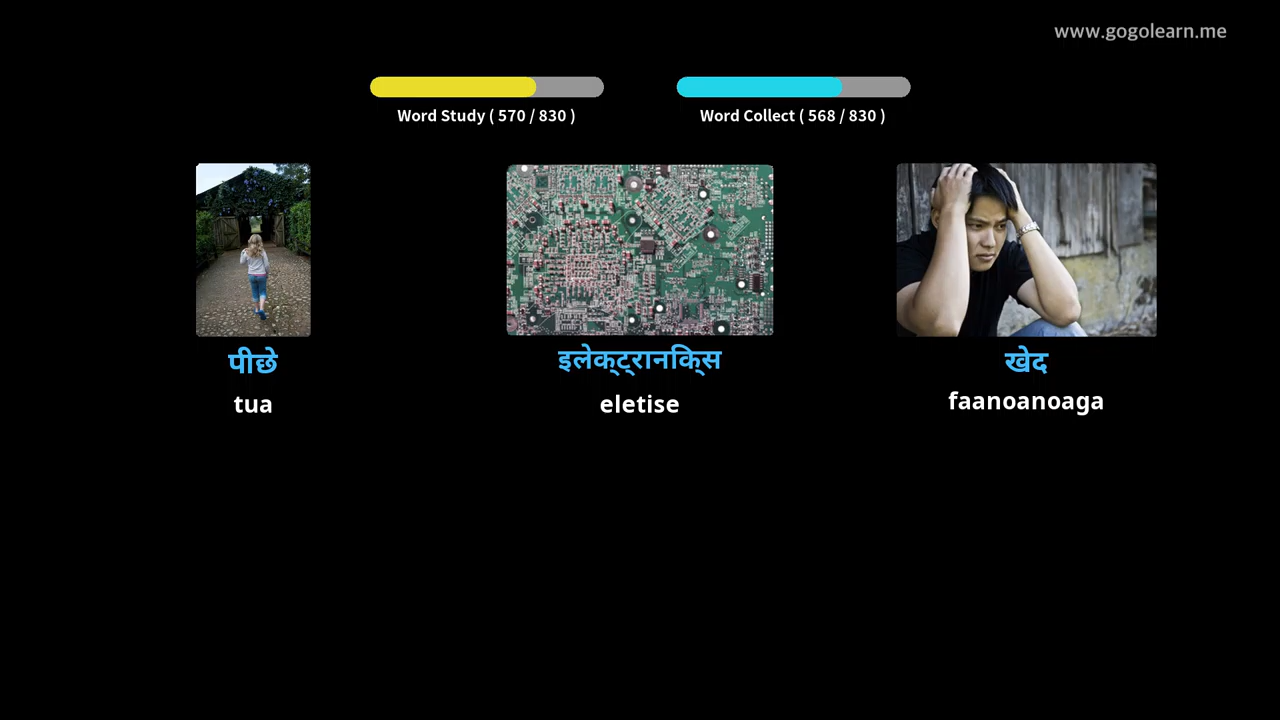 www.gogolearn.me
Word Study ( 570 / 830 )
Word Collect ( 568 / 830 )
पीछे
इलेक्ट्रानिक्स
खेद
tua
eletise
faanoanoaga